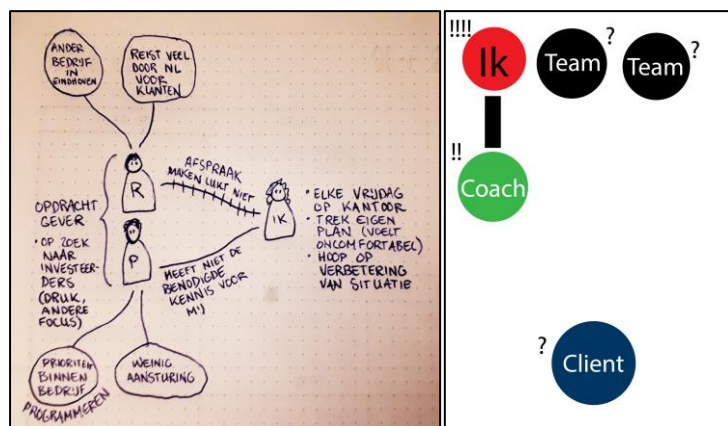 ANDER
BEDRIJF
IN
EINDHOVEN
REIST VEEL
DOOR NL
VOOR
KLANTEN
R
AFSPRAAK
MAKEN LUKT NIET
OPDRACHT
GEVER
• OP ZOEK
NAAR
INVESTEER-
DERS
(DRUK,
ANDERE
FOCUS)
P
HEEFT NIET DE
BENODIGDE
KENNIS VOOR
M')
IK
• ELKE VRIJDAG
OP KANTOOR
• TREK EIGEN
PLAN (VOELT
ONCOMFORTABEL)
• HOOP OP
VERBETERING
VAN SITUATIE
PRIORITEIT
BINNEN
BEDRIJF
PROGRAMMEREN
WEINIG
AANSTURING
!!!!
Ik
Team
?
Team
?
!!
Coach
?
Client